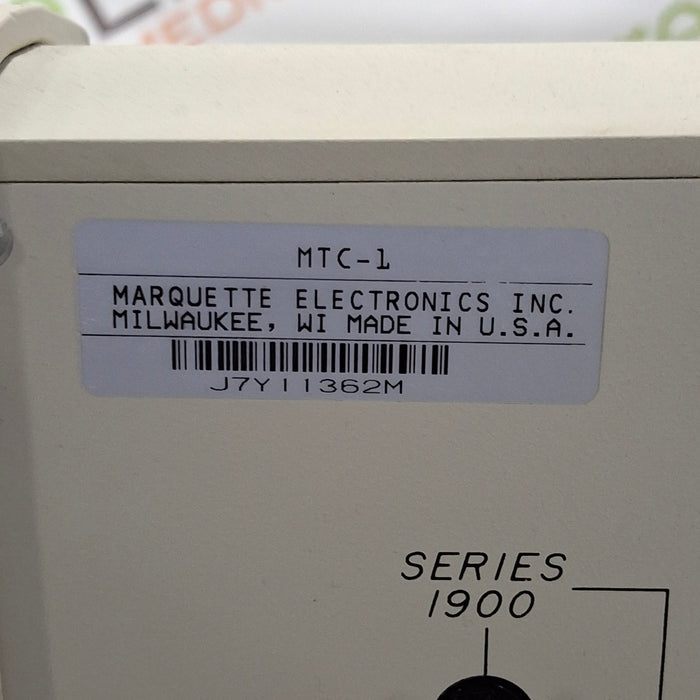 MTC-1
MARQUETTE ELECTRONICS INC.
MILWAUKEE, WI MADE IN U.S.A.
J7Y11362M
SERIES
1900